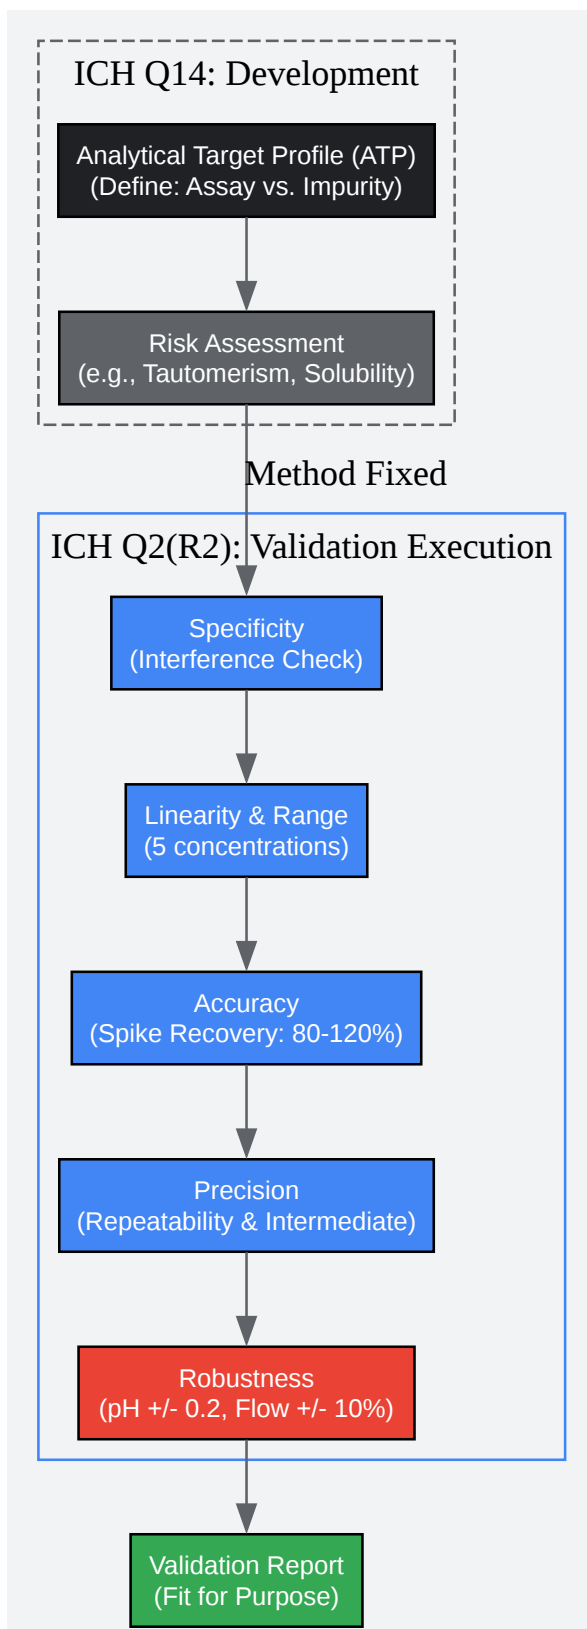 ICH Q14: Development
Analytical Target Profile (ATP)
(Define: Assay vs. Impurity)
Risk Assessment
(e.g., Tautomerism, Solubility)
Method Fixed
ICH Q2(R2): Validation Execution
Specificity
(Interference Check)
Linearity & Range
(5 concentrations)
Accuracy
(Spike Recovery: 80-120%)
Precision
(Repeatability & Intermediate)
Robustness
(pH +/- 0.2, Flow +/- 10%)
Validation Report
(Fit for Purpose)